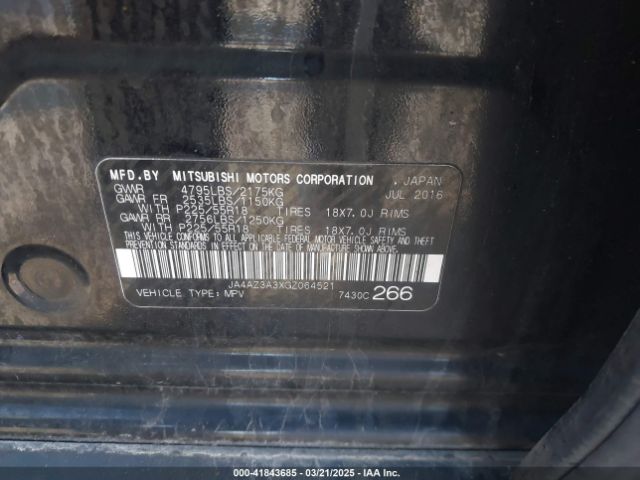 MFD.BY MITSUBISHI MOTORS CORPORATION , JAPAN
GVWR 4795LBS/2175KG JUL 2016
GAWR FR 2535LBS/1150KG
WITH P225/55R18 TIRES 18X7.0J RIMS
GAWR RR 2756LBS/1250KG
WITH P225/55R18 TIRES 18X7.0J RIMS
THIS VEHICLE CONFORMS TO ALL APPLICABLE FEDERAL MOTOR VEHICLE SAFETY AND THEFT
PREVENTION STANDARDS IN EFFECT ON THE DATE OF MANUFACTURE SHOWN ABOVE.
JA4AZ3A3XGZ064521
VEHICLE TYPE: MPV 7430C 266
000-41843685 — 03/21/2025 — IAA Inc.